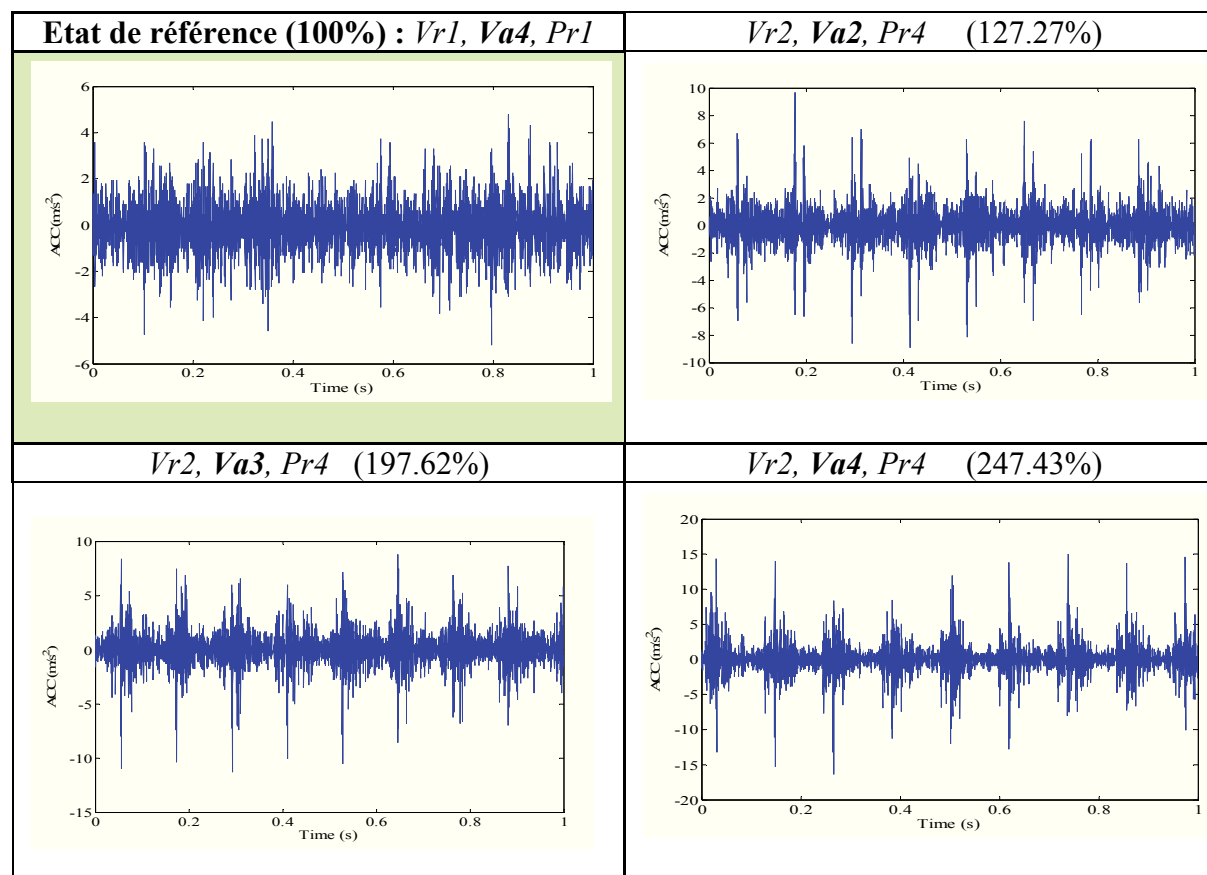 Etat de référence (100%) : Vr1, Va4, Pr1
Vr2, Va2, Pr4 (127.27%)
6
4
2
0
-2
-4
-6
ACC (m/s²)
0 0.2 0.4 0.6 0.8 1
Time (s)
10
8
6
4
2
0
-2
-4
-6
-8
-10
ACC (m/s²)
0 0.2 0.4 0.6 0.8 1
Time (s)
Vr2, Va3, Pr4 (197.62%)
Vr2, Va4, Pr4 (247.43%)
10
5
0
-5
-10
-15
ACC (m/s²)
0 0.2 0.4 0.6 0.8 1
Time (s)
20
15
10
5
0
-5
-10
-15
-20
ACC (m/s²)
0 0.2 0.4 0.6 0.8 1
Time (s)